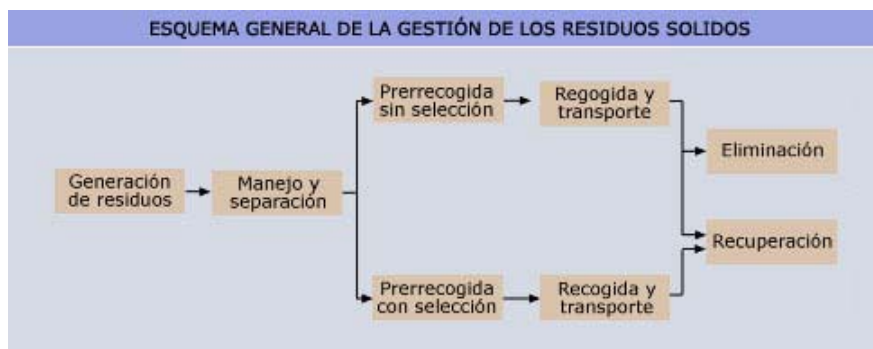 ESQUEMA GENERAL DE LA GESTIÓN DE LOS RESIDUOS SOLIDOS
Generación
de residuos
Manejo y
separación
Prerrecogida
sin selección
Regogida y
transporte
Prerrecogida
con selección
Recogida y
transporte
Eliminación
Recuperación